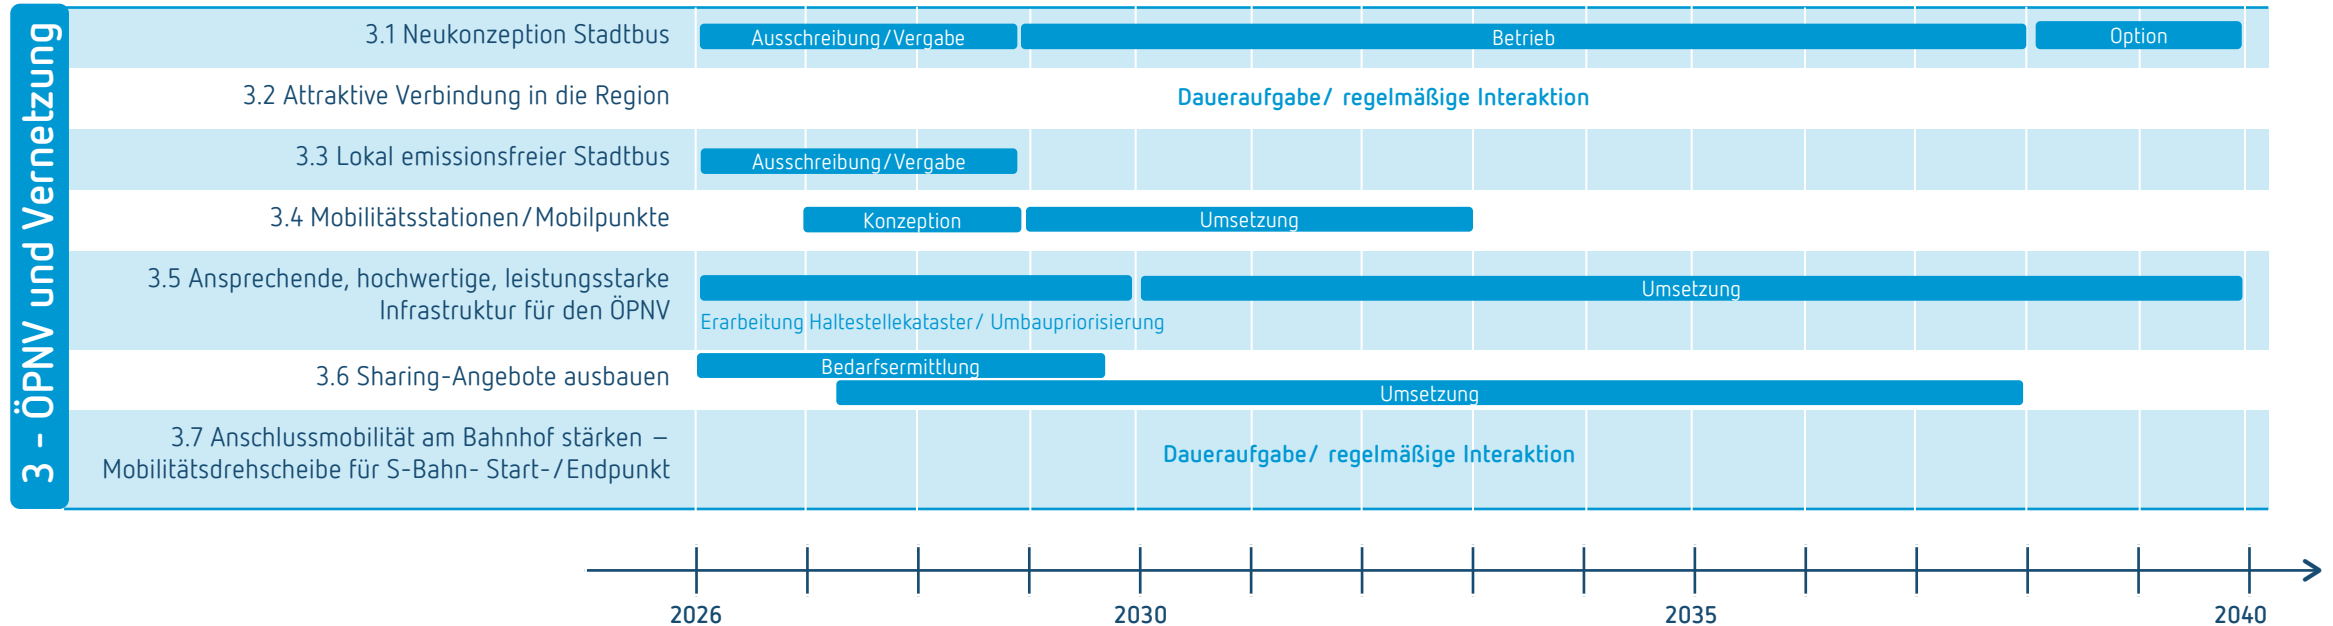 3 - ÖPNV und Vernetzung
3.1 Neukonzeption Stadtbus
Ausschreibung/Vergabe
Betrieb
Option
3.2 Attraktive Verbindung in die Region
Daueraufgabe/ regelmäßige Interaktion
3.3 Lokal emissionsfreier Stadtbus
Ausschreibung/Vergabe
3.4 Mobilitätsstationen/Mobilpunkte
Konzeption
Umsetzung
3.5 Ansprechende, hochwertige, leistungsstarke
Infrastruktur für den ÖPNV
Umsetzung
Erarbeitung Haltestellekataster/ Umbaupriorisierung
3.6 Sharing-Angebote ausbauen
Bedarfsermittlung
Umsetzung
3.7 Anschlussmobilität am Bahnhof stärken –
Mobilitätsdrehscheibe für S-Bahn- Start-/Endpunkt
Daueraufgabe/ regelmäßige Interaktion
2026
2030
2035
2040